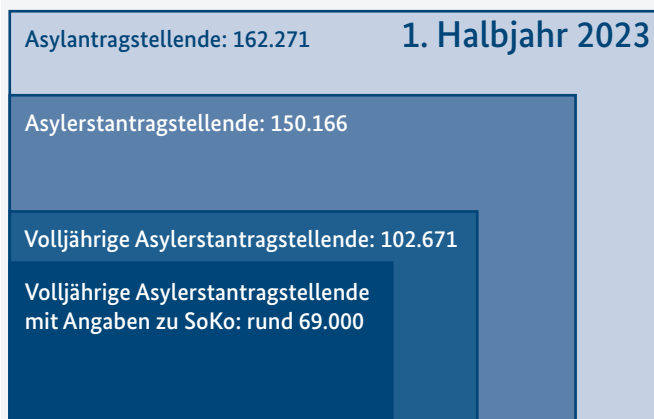 Asylantragstellende: 162.271
1. Halbjahr 2023
Asylerstantragstellende: 150.166
Volljährige Asylerstantragstellende: 102.671
Volljährige Asylerstantragstellende
mit Angaben zu SoKo: rund 69.000